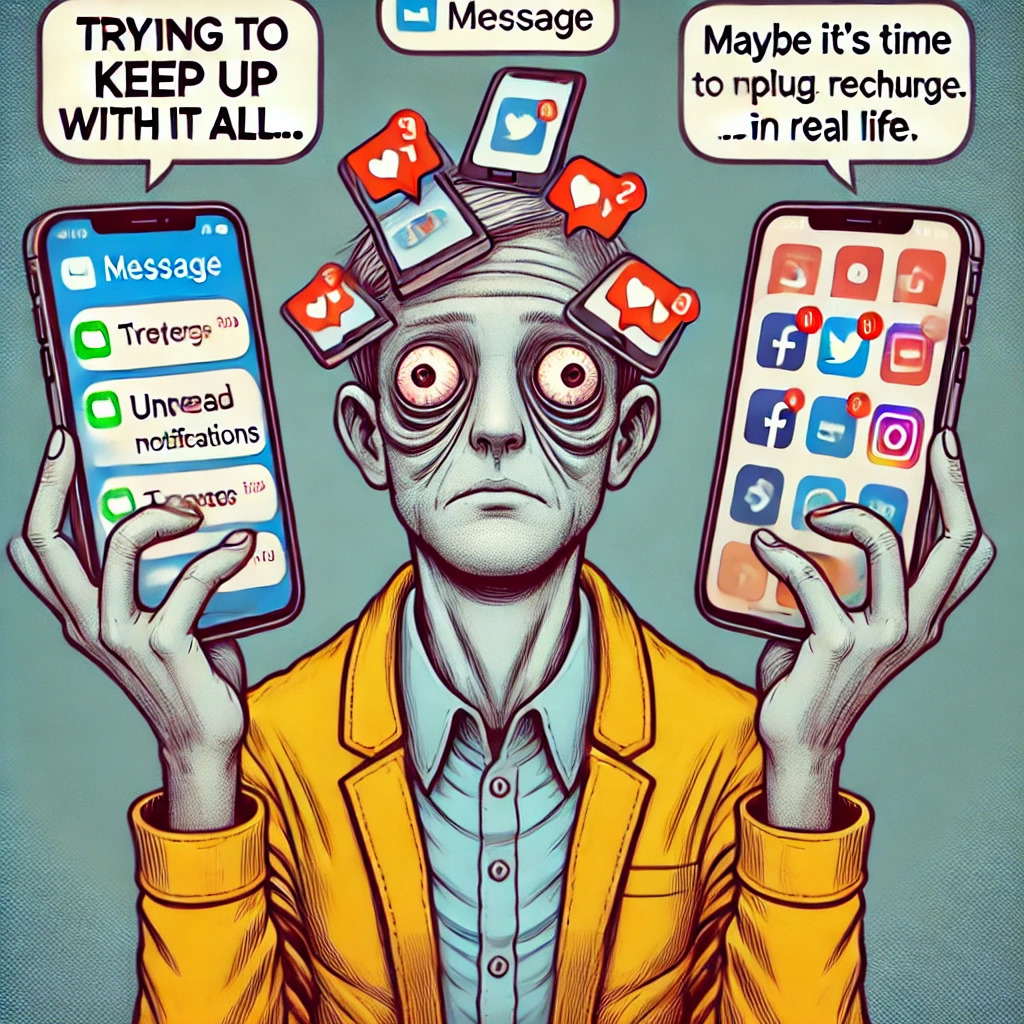 TRYING TO
KEEP UP
WITH IT ALL...
Message
Maybe it's time
to nplug. rechurge.
...in real life.
Message
Unread
notifications